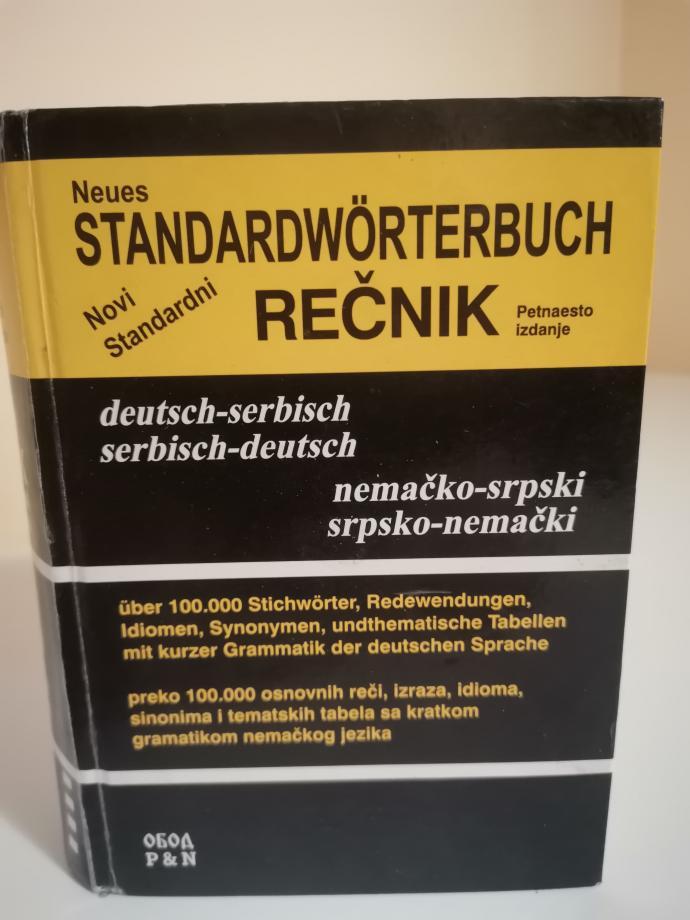 Neues
STANDARDWÖRTERBUCH
Novi
Standardni
REČNIK
Petnaesto
izdanje
deutsch-serbisch
serbisch-deutsch
nemačko-srpski
srpsko-nemački
über 100.000 Stichwörter, Redewendungen,
Idiomen, Synonymen, undthematische Tabellen
mit kurzer Grammatik der deutschen Sprache
preko 100.000 osnovnih reči, izraza, idioma,
sinonima i tematskih tabela sa kratkom
gramatikom nemačkog jezika
ОБОД
P & N